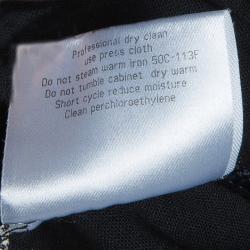 Professional dry clean
use press cloth
Do not steam warm iron 50C-113F
Do not tumble cabinet dry warm
Short cycle reduce moisture
Clean perchloroethylene